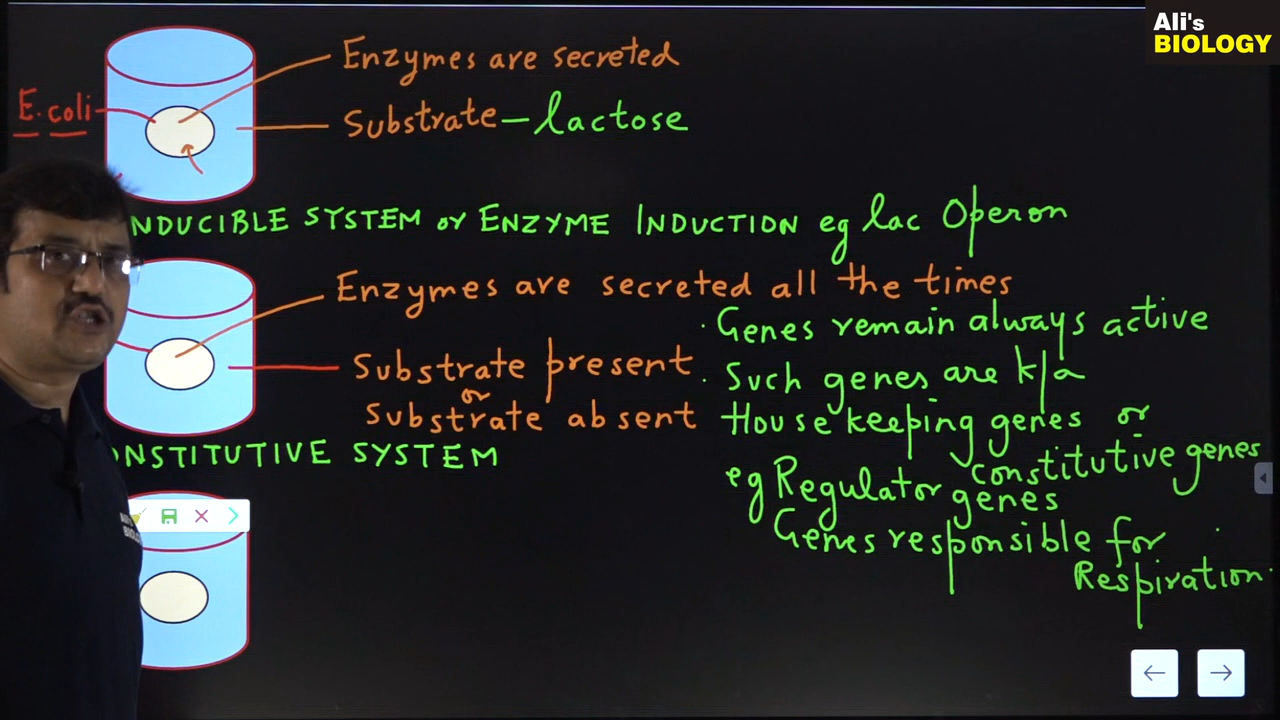 Ali's
BIOLOGY
Enzymes are secreted
E.coli
Substrate – lactose
NDUCIBLE SYSTEM or ENZYME INDUCTION eg lac Operon
Enzymes are secreted all the times
. Genes remain always active
Substrate present
. Such genes are k/a
or
Substrate absent
House keeping genes or
constitutive genes
NSTITUTIVE SYSTEM
eg Regulator genes
Genes responsible for
Respiration.